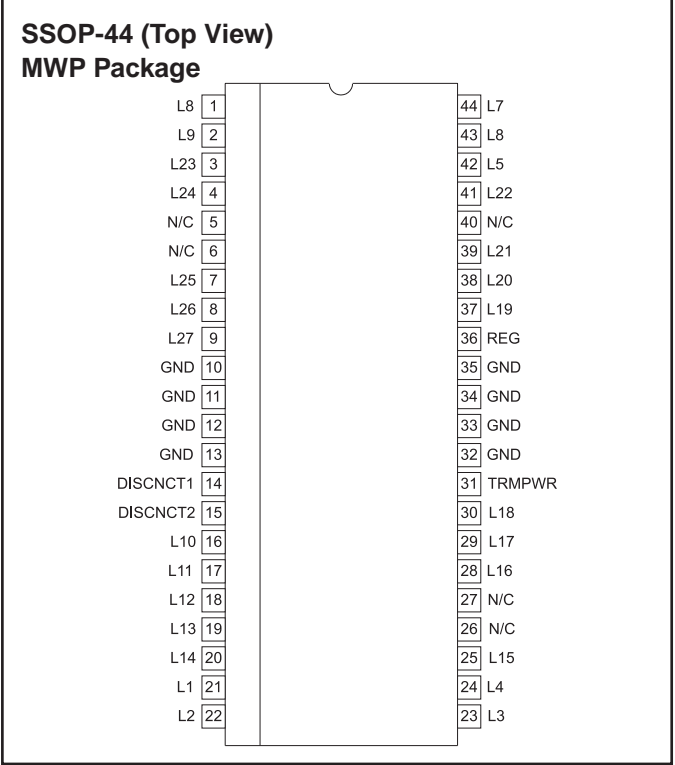 SSOP-44 (Top View)
MWP Package
L8 1 44 L7
L9 2 43 L8
L23 3 42 L5
L24 4 41 L22
N/C 5 40 N/C
N/C 6 39 L21
L25 7 38 L20
L26 8 37 L19
L27 9 36 REG
GND 10 35 GND
GND 11 34 GND
GND 12 33 GND
GND 13 32 GND
DISCNCT1 14 31 TRMPWR
DISCNCT2 15 30 L18
L10 16 29 L17
L11 17 28 L16
L12 18 27 N/C
L13 19 26 N/C
L14 20 25 L15
L1 21 24 L4
L2 22 23 L3